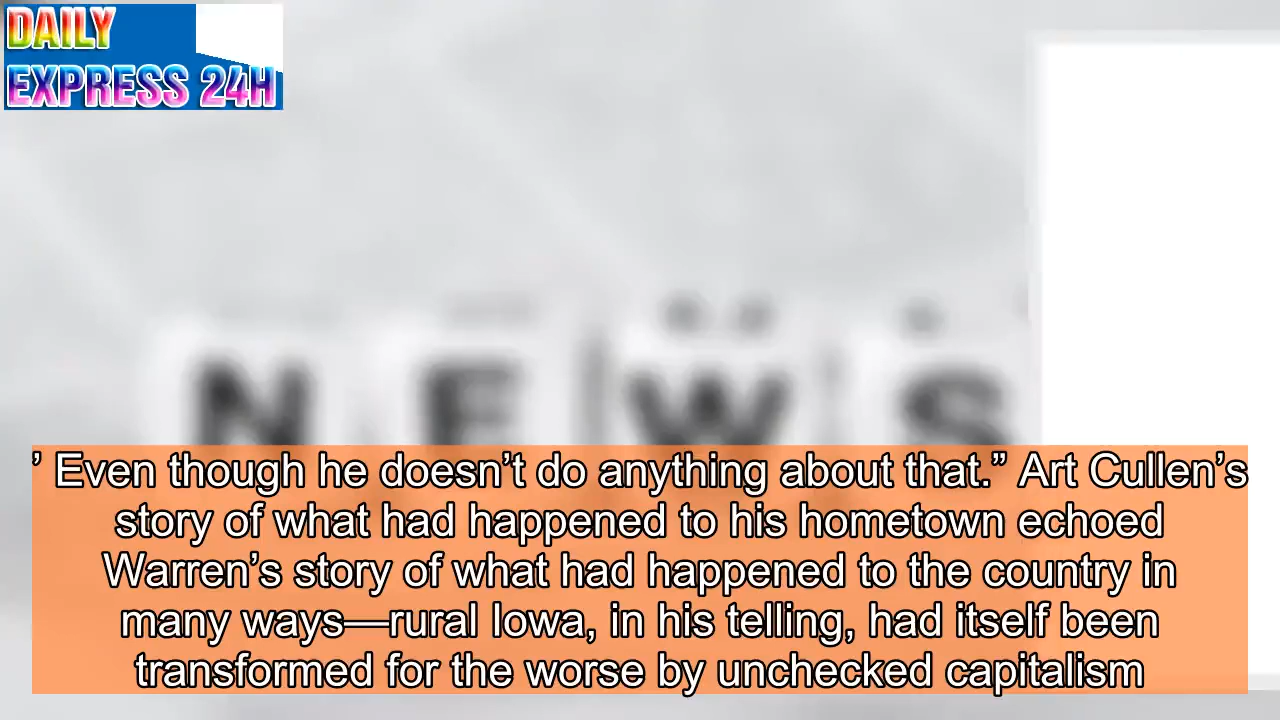 DAILY
EXPRESS 24H
NEWS
’ Even though he doesn’t do anything about that.” Art Cullen’s
story of what had happened to his hometown echoed
Warren’s story of what had happened to the country in
many ways—rural Iowa, in his telling, had itself been
transformed for the worse by unchecked capitalism